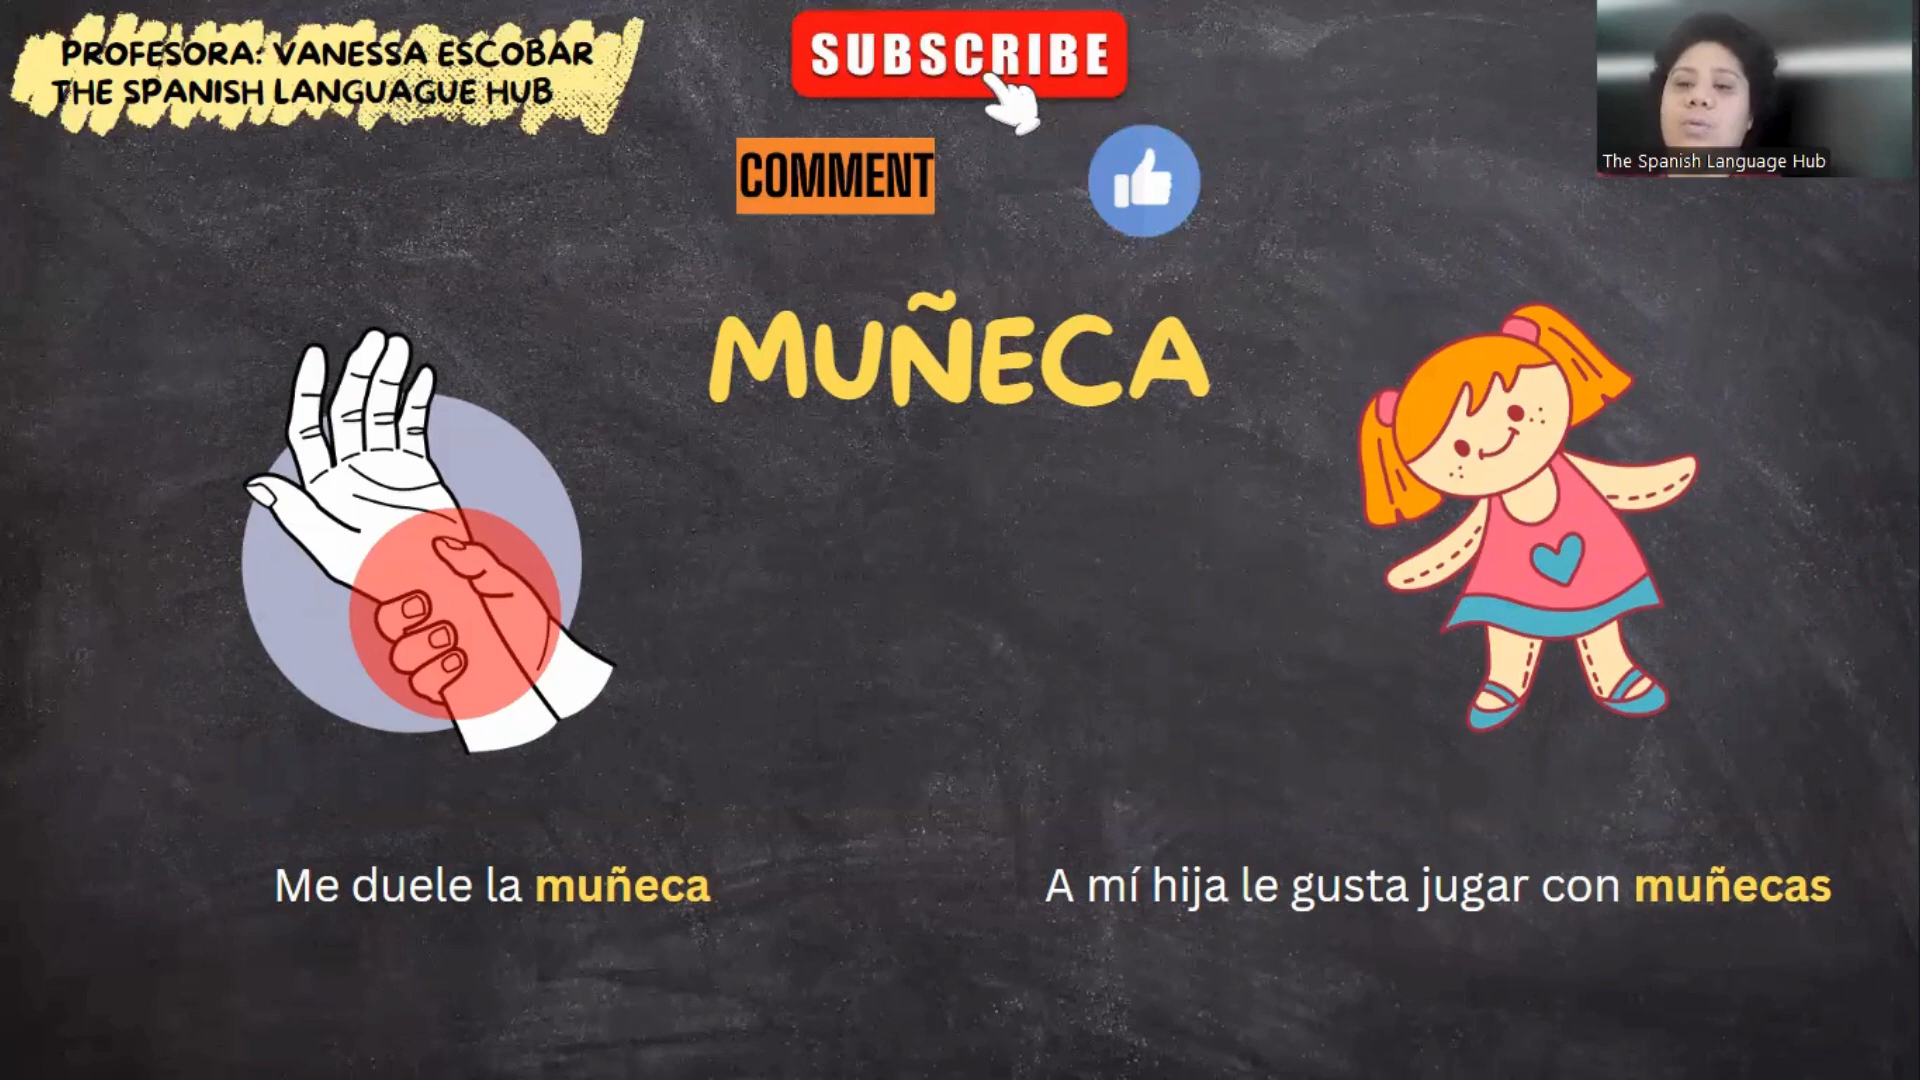 PROFESORA: VANESSA ESCOBAR
THE SPANISH LANGUAGUE HUB
SUBSCRIBE
COMMENT
The Spanish Language Hub
MUÑECA
Me duele la muñeca
A mí hija le gusta jugar con muñecas